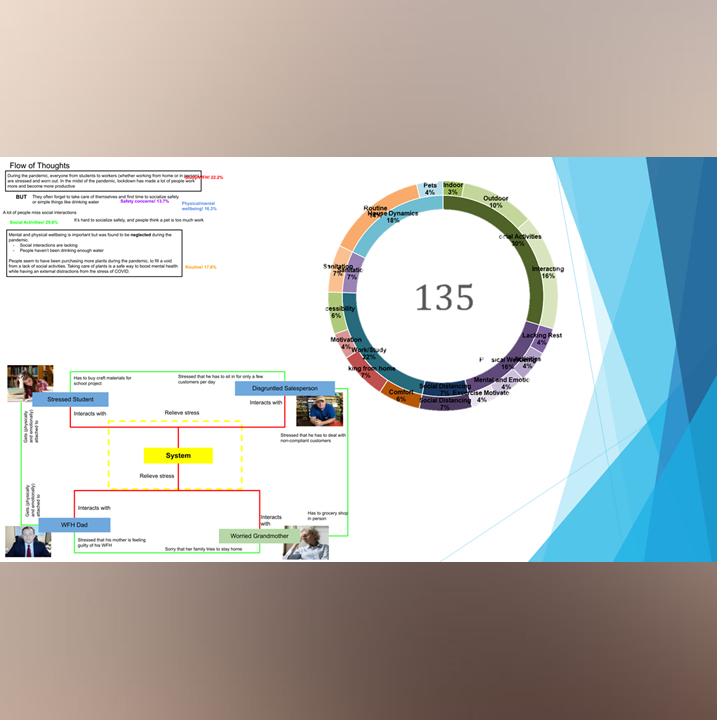 Flow of Thoughts
During the pandemic, everyone from students to workers (whether working from home or in person)
are stressed and worn out. In the midst of the pandemic, lockdown has made a lot of people work
more and become more productive
22.2%
BUT
They often forget to take care of themselves and find time to socialize safely
or simple things like drinking water
Safety concerns! 13.7%
Physical/mental
wellbeing! 16.3%
A lot of people miss social interactions
It's hard to socialize safely, and people think a pet is too much work
Social Activities!
Mental and physical wellbeing is important but was found to be neglected during the
pandemic.
- Social interactions are lacking
- People haven't been drinking enough water
People seem to have been purchasing more plants during the pandemic, to fill a void
from a lack of social activities. Taking care of plants is a safe way to boost mental health
while having an external distractions from the stress of COVID.
Routine! 17.6%
Pets
4%
Indoor
3%
Outdoor
10%
cial Activities
30%
Interacting
16%
Lacking Rest
4%
16%
4%
Mental and Emotic
4%
Exercise Motivate
4%
Social Distancing
7%
Social Distancing
7%
Comfort
6%
king from home
7%
Work/Study
22%
Motivation
4%
cessibility
6%
Sanitation
7%
7%
Routine
House Dynamics
18%
135
Stressed Student
Has to buy craft materials for
school project
Stressed that he has to sit in for only a few
customers per day
Disgruntled Salesperson
Interacts with
Interacts with
Relieve stress
Stressed that he has to deal with
non-compliant customers
Gets (physically
and emotionally)
attached to
System
Relieve stress
Gets (physically
and emotionally)
attached to
Interacts with
Interacts
with
Has to grocery shop
in person
WFH Dad
Worried Grandmother
Stressed that his mother is feeling
guilty of his WFH
Sorry that her family tries to stay home